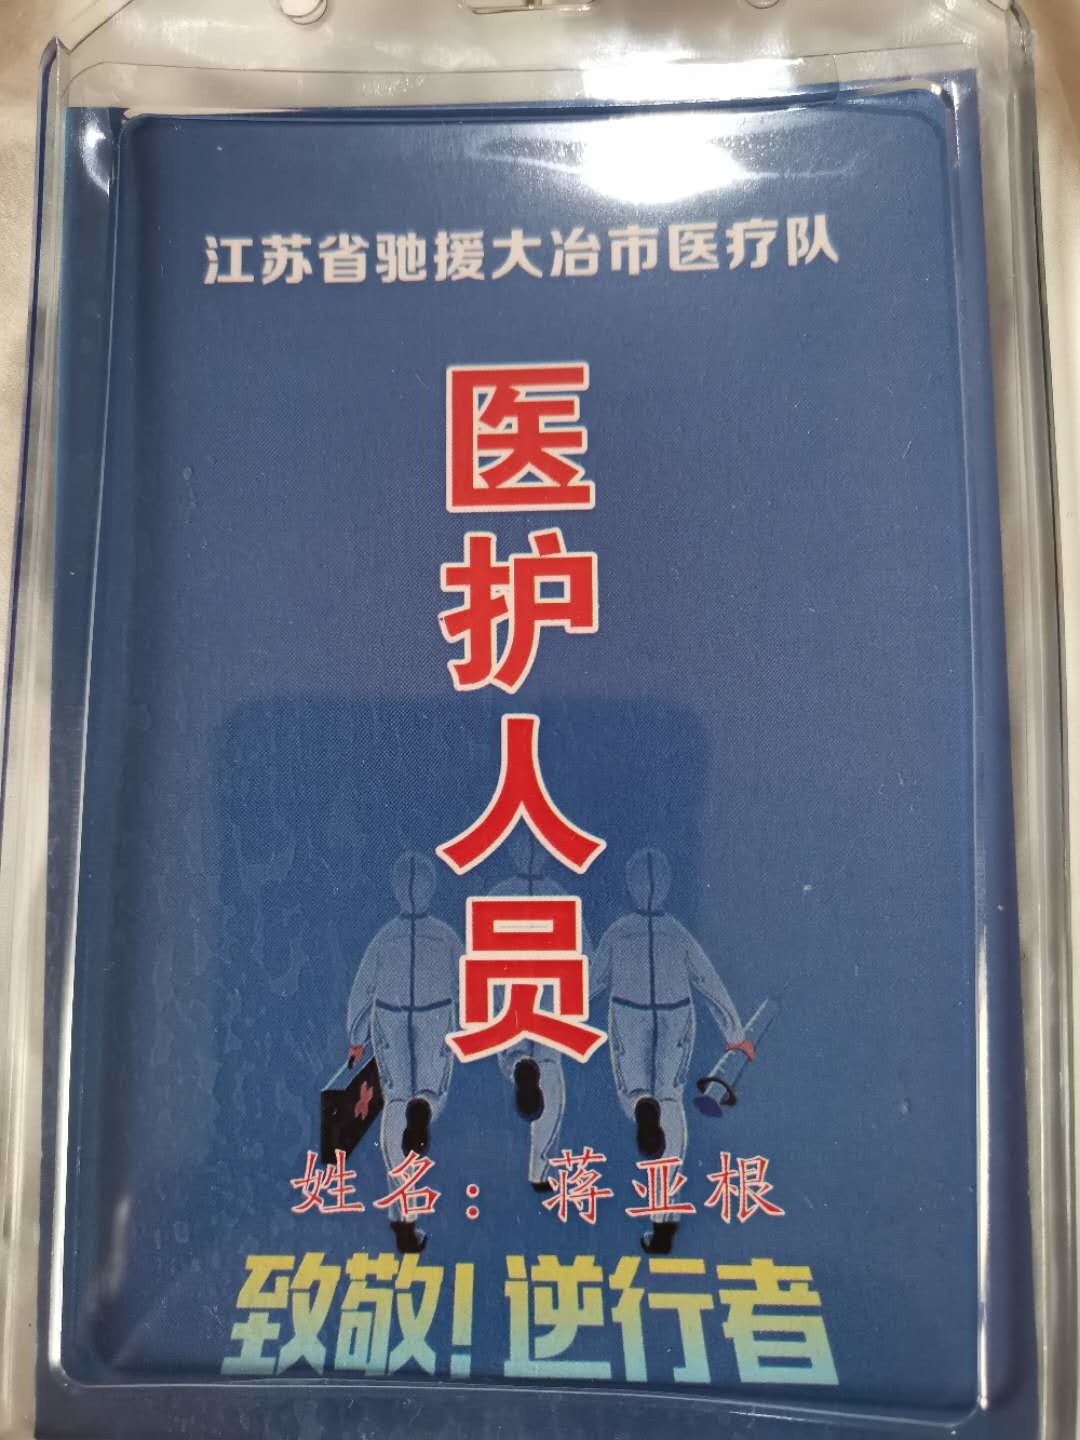 江苏省驰援大冶市医疗队
医护人员
姓名：蒋亚根
致敬！逆行者